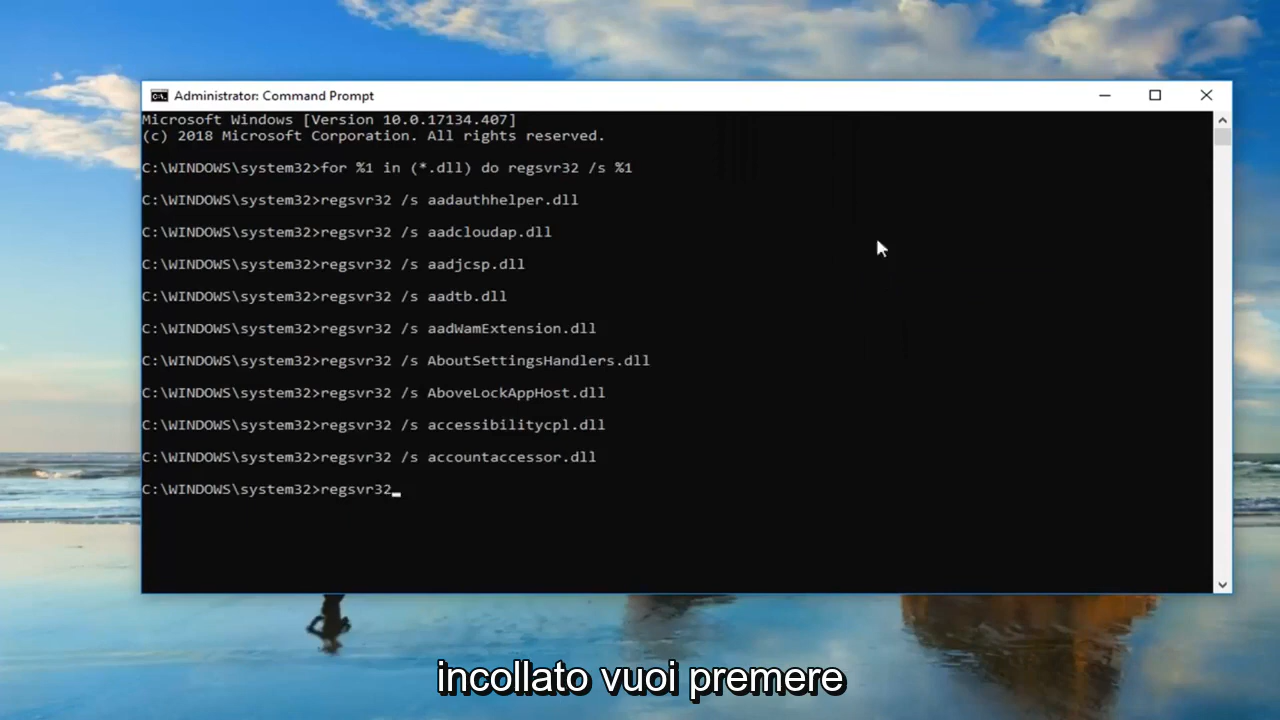 Administrator: Command Prompt
Microsoft Windows [Version 10.0.17134.407]
(c) 2018 Microsoft Corporation. All rights reserved.
C:\WINDOWS\system32>for %1 in (*.dll) do regsvr32 /s %1
C:\WINDOWS\system32>regsvr32 /s aadauthhelper.dll
C:\WINDOWS\system32>regsvr32 /s aadcloudap.dll
C:\WINDOWS\system32>regsvr32 /s aadjcsp.dll
C:\WINDOWS\system32>regsvr32 /s aadtb.dll
C:\WINDOWS\system32>regsvr32 /s aadWamExtension.dll
C:\WINDOWS\system32>regsvr32 /s AboutSettingsHandlers.dll
C:\WINDOWS\system32>regsvr32 /s AboveLockAppHost.dll
C:\WINDOWS\system32>regsvr32 /s accessibilitycpl.dll
C:\WINDOWS\system32>regsvr32 /s accountaccessor.dll
C:\WINDOWS\system32>regsvr32
incollato vuoi premere